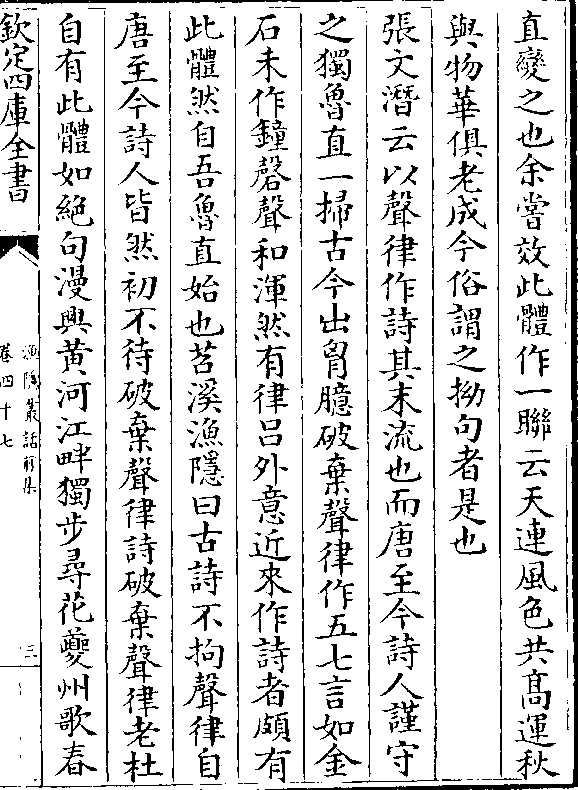 直變之也余嘗效此體作一聯云天連風色共髙運秋
與物華俱老成今俗謂之拗句者是也
張文潛云以聲律作詩其末流也而唐至今詩人謹守
之獨魯直一掃古今出胷臆破棄聲律作五七言如金
石未作鐘磬聲和渾然有律吕外意近來作詩者頗有
此體然自吾魯直始也苕溪漁隱曰古詩不拘聲律自
唐至今詩人皆然初不待破棄聲律詩破棄聲律老杜
自有此體如絶句漫興黄河江畔獨步尋花夔州歌春
欽定四庫全書
漁隱叢話前集
卷四十七
三